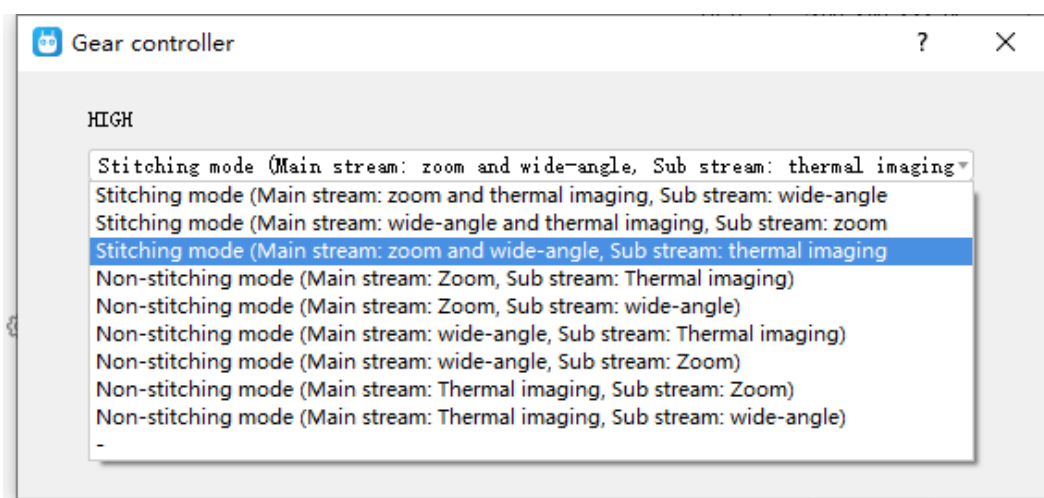 Gear controller
HIGH
Stitching mode (Main stream: zoom and wide-angle, Sub stream: thermal imaging
Stitching mode (Main stream: zoom and thermal imaging, Sub stream: wide-angle
Stitching mode (Main stream: wide-angle and thermal imaging, Sub stream: zoom
Stitching mode (Main stream: zoom and wide-angle, Sub stream: thermal imaging
Non-stitching mode (Main stream: Zoom, Sub stream: Thermal imaging)
Non-stitching mode (Main stream: Zoom, Sub stream: wide-angle)
Non-stitching mode (Main stream: wide-angle, Sub stream: Thermal imaging)
Non-stitching mode (Main stream: wide-angle, Sub stream: Zoom)
Non-stitching mode (Main stream: Thermal imaging, Sub stream: Zoom)
Non-stitching mode (Main stream: Thermal imaging, Sub stream: wide-angle)
-